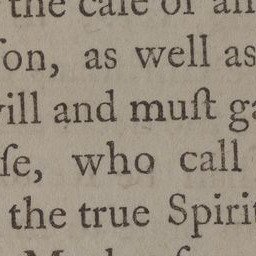 the case of an
ſon, as well as
will and muſt ga
ſe, who call
the true Spirit